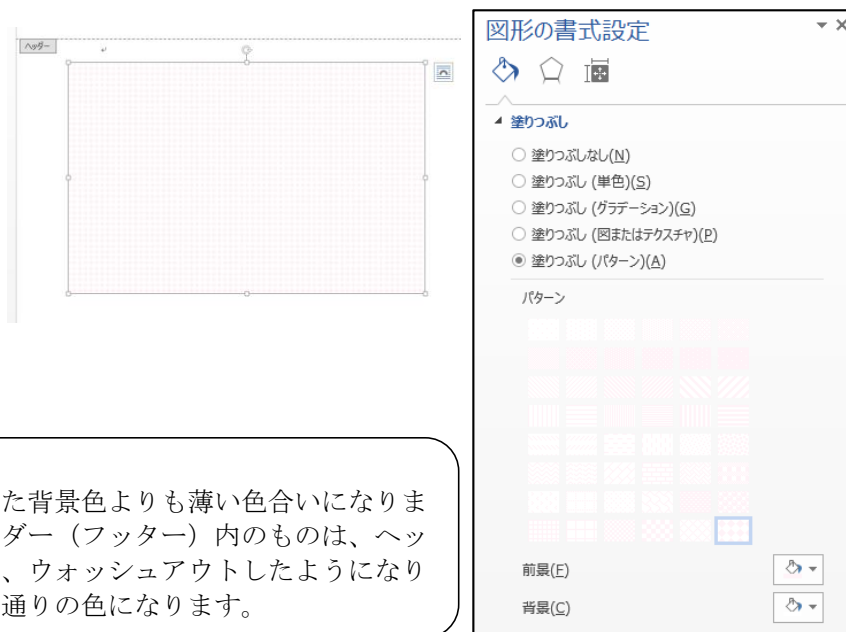 ヘッダー
図形の書式設定
塗りつぶし
塗りつぶしなし(N)
塗りつぶし (単色)(S)
塗りつぶし (グラデーション)(G)
塗りつぶし (図またはテクスチャ)(P)
塗りつぶし (パターン)(A)
パターン
前景(F)
背景(C)
た背景色よりも薄い色合いになりま
ダー（フッター）内のものは、ヘッ
、ウォッシュアウトしたようになり
通りの色になります。